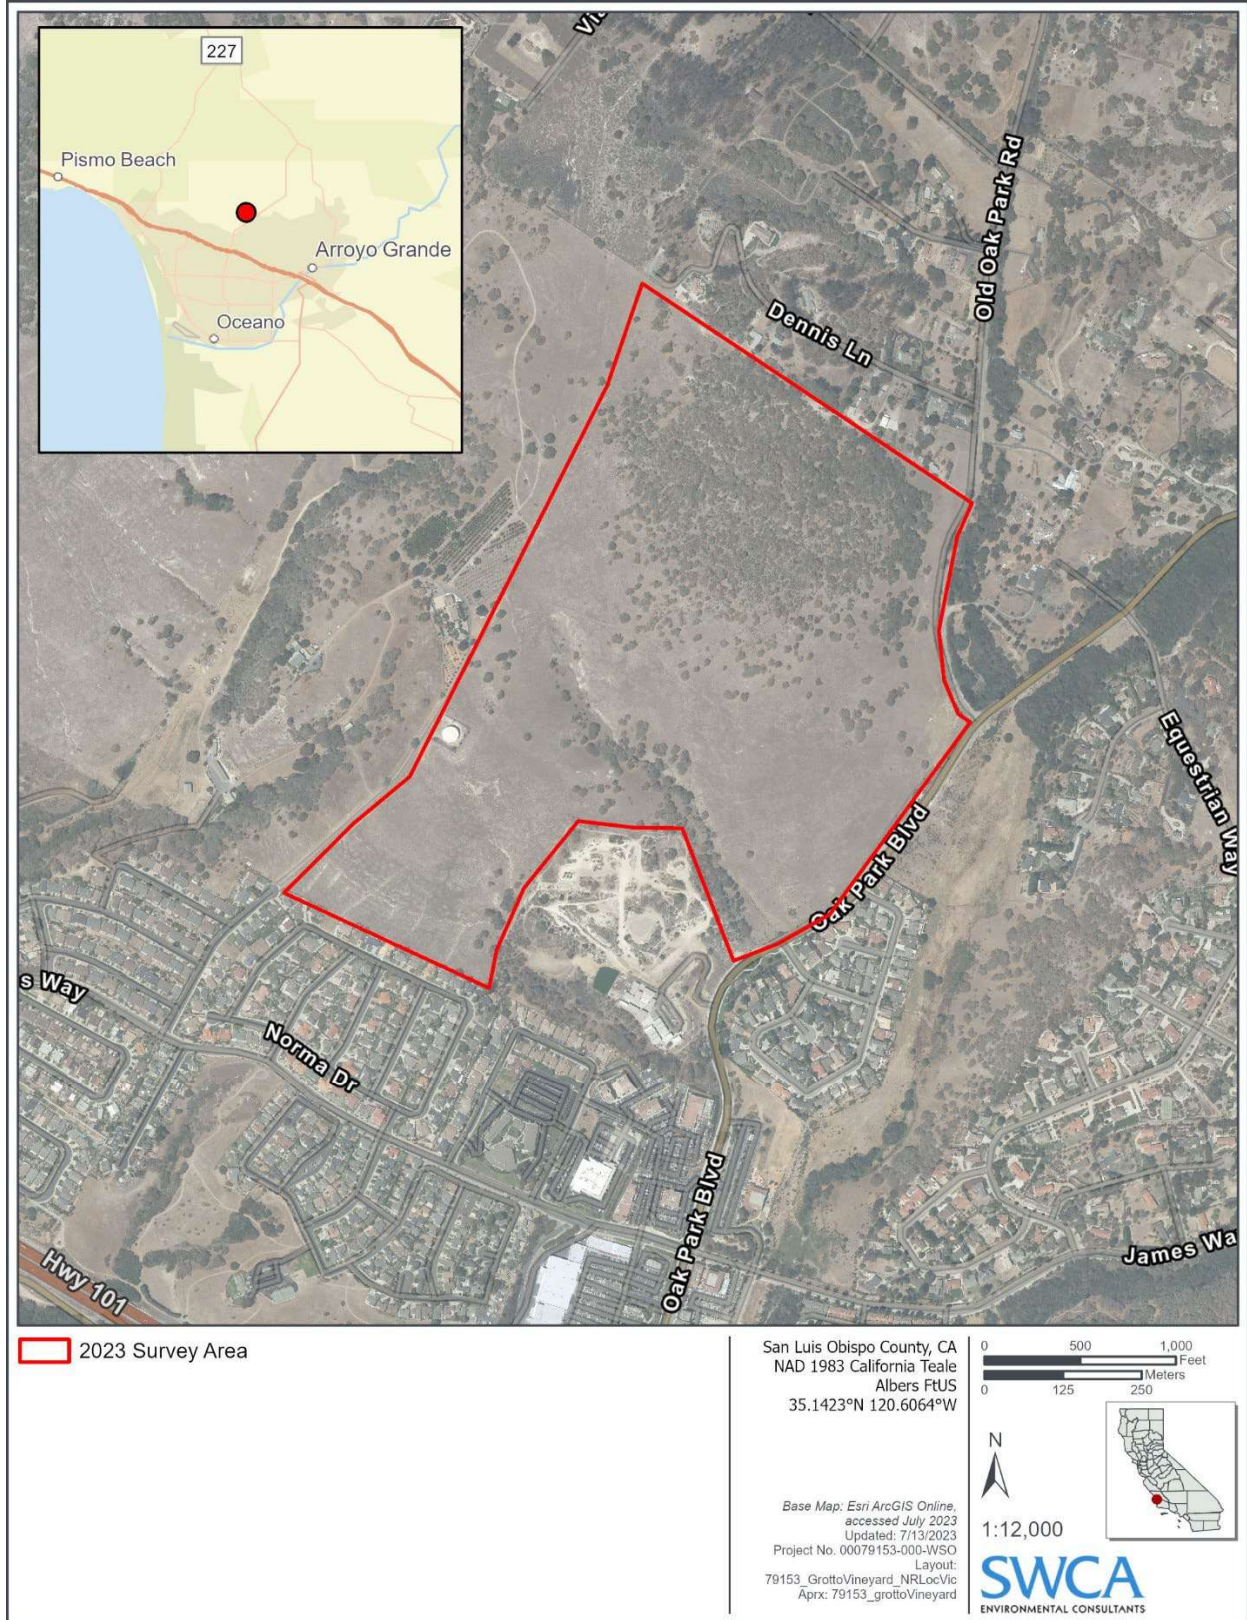 227
Pismo Beach
Arroyo Grande
Oceano
Old Oak Park Rd
Dennis Ln
Equestrian Way
Oak Park Blvd
s Way
Norma Dr
Oak Park Blvd
James Wa
Hwy 101
2023 Survey Area
San Luis Obispo County, CA
NAD 1983 California Teale
Albers FtUS
35.1423°N 120.6064°W
Base Map: Esri ArcGIS Online,
accessed July 2023
Updated: 7/13/2023
Project No. 00079153-000-WSO
Layout:
79153_GrottoVineyard_NRLocVic
Aprx: 79153_grottoVineyard
0 500 1,000
Feet
Meters
0 125 250
N
1:12,000
SWCA
ENVIRONMENTAL CONSULTANTS